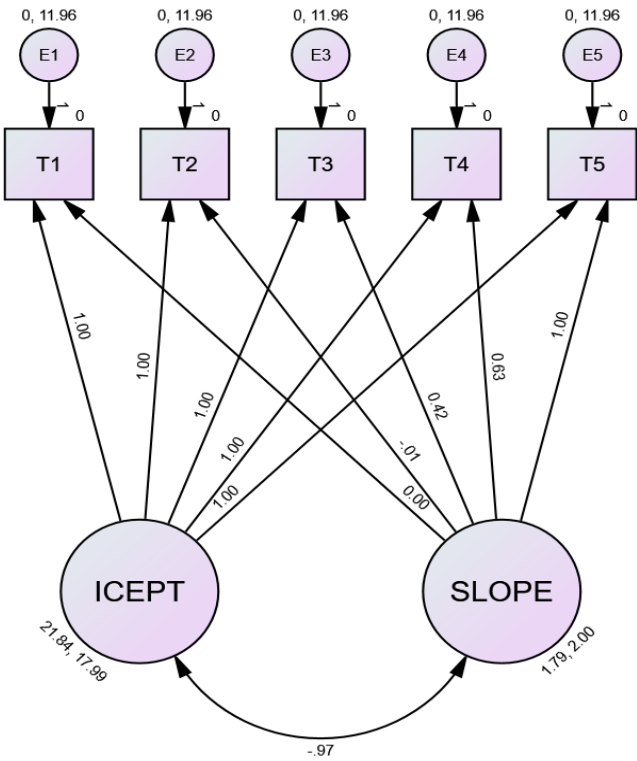 0, 11.96 0, 11.96 0, 11.96 0, 11.96 0, 11.96
E1 E2 E3 E4 E5
1 0 1 0 1 0 1 0 1 0
T1 T2 T3 T4 T5
1.00
1.00
1.00
1.00
1.00
0.00
-.01
0.42
0.63
1.00
ICEPT SLOPE
21.84, 17.99
1.79, 2.00
-.97